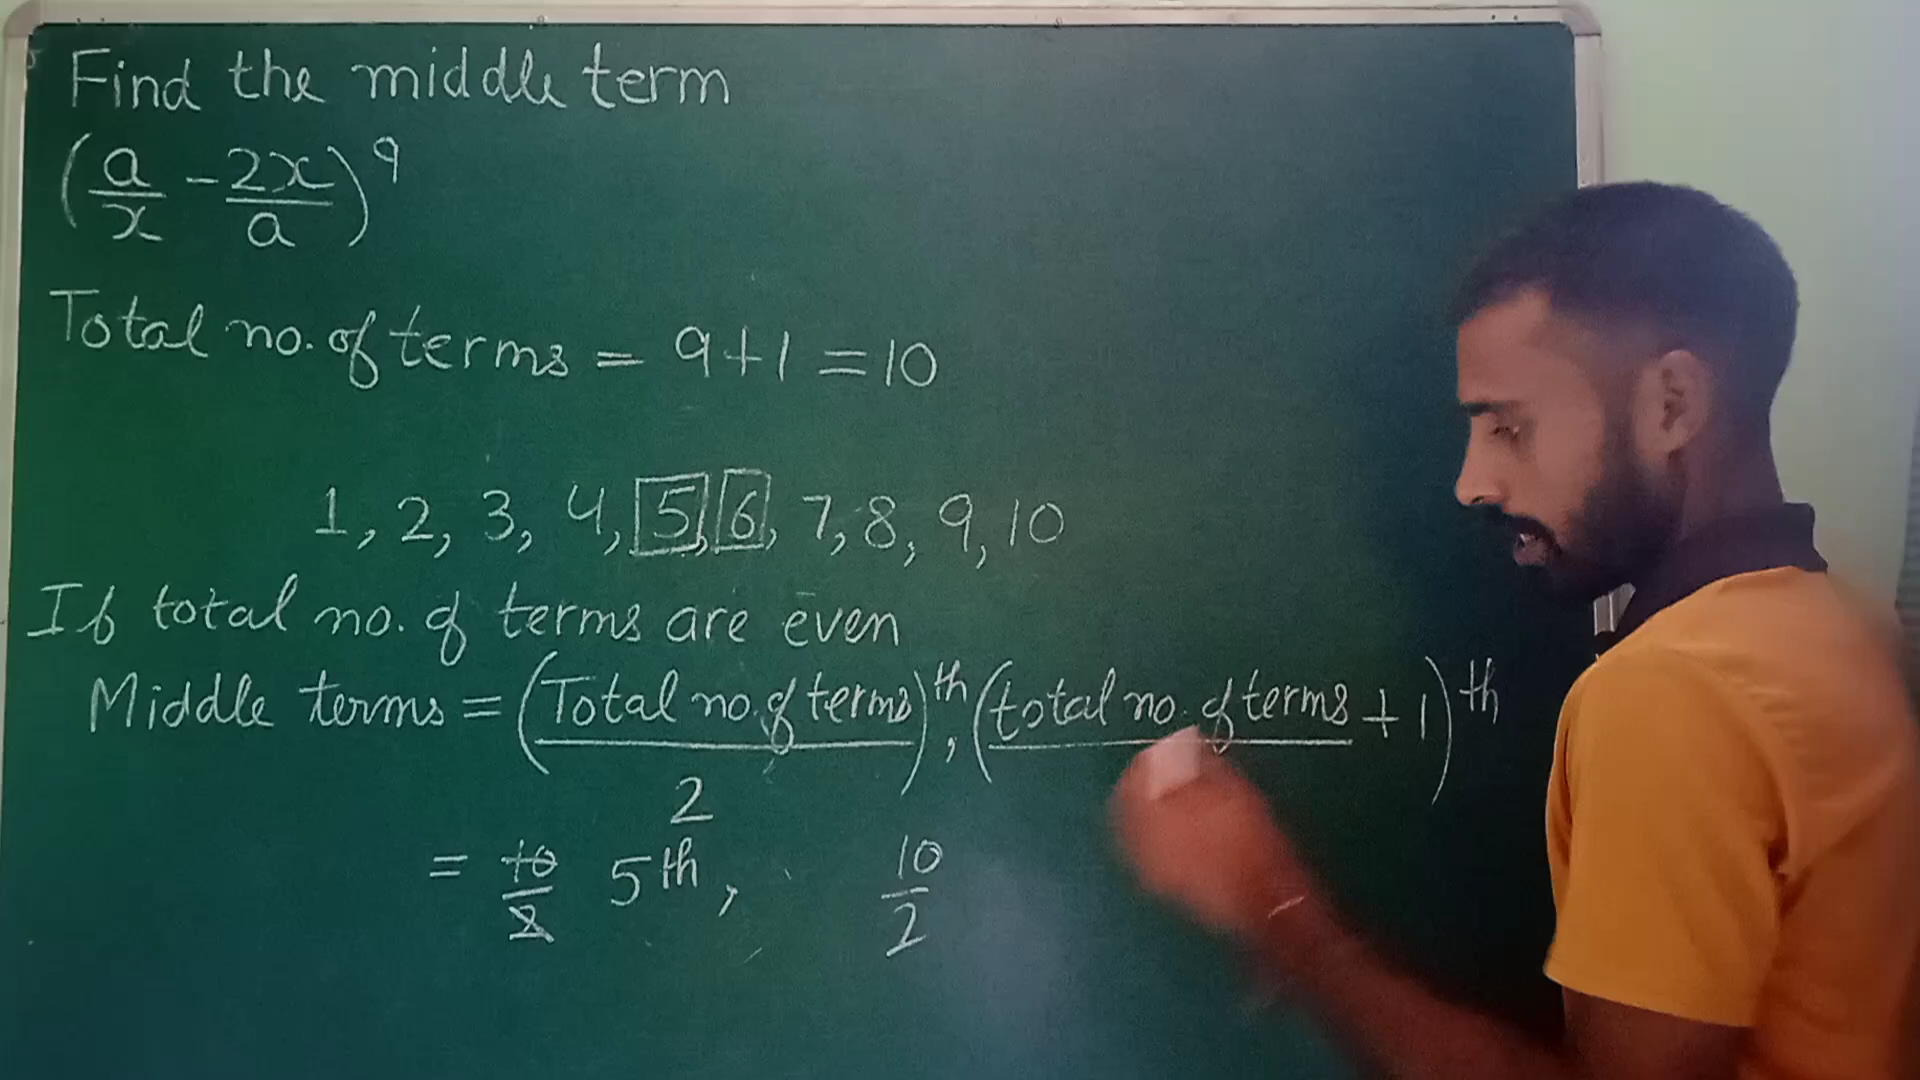 Find the middle term
(a/x - 2x/a)^9
Total no. of terms = 9+1 = 10
1, 2, 3, 4, 5, 6, 7, 8, 9, 10
If total no. of terms are even
Middle terms = (Total no. of terms/2)^th, (total no. of terms + 1)^th
= 10/2 5^th, 10/2